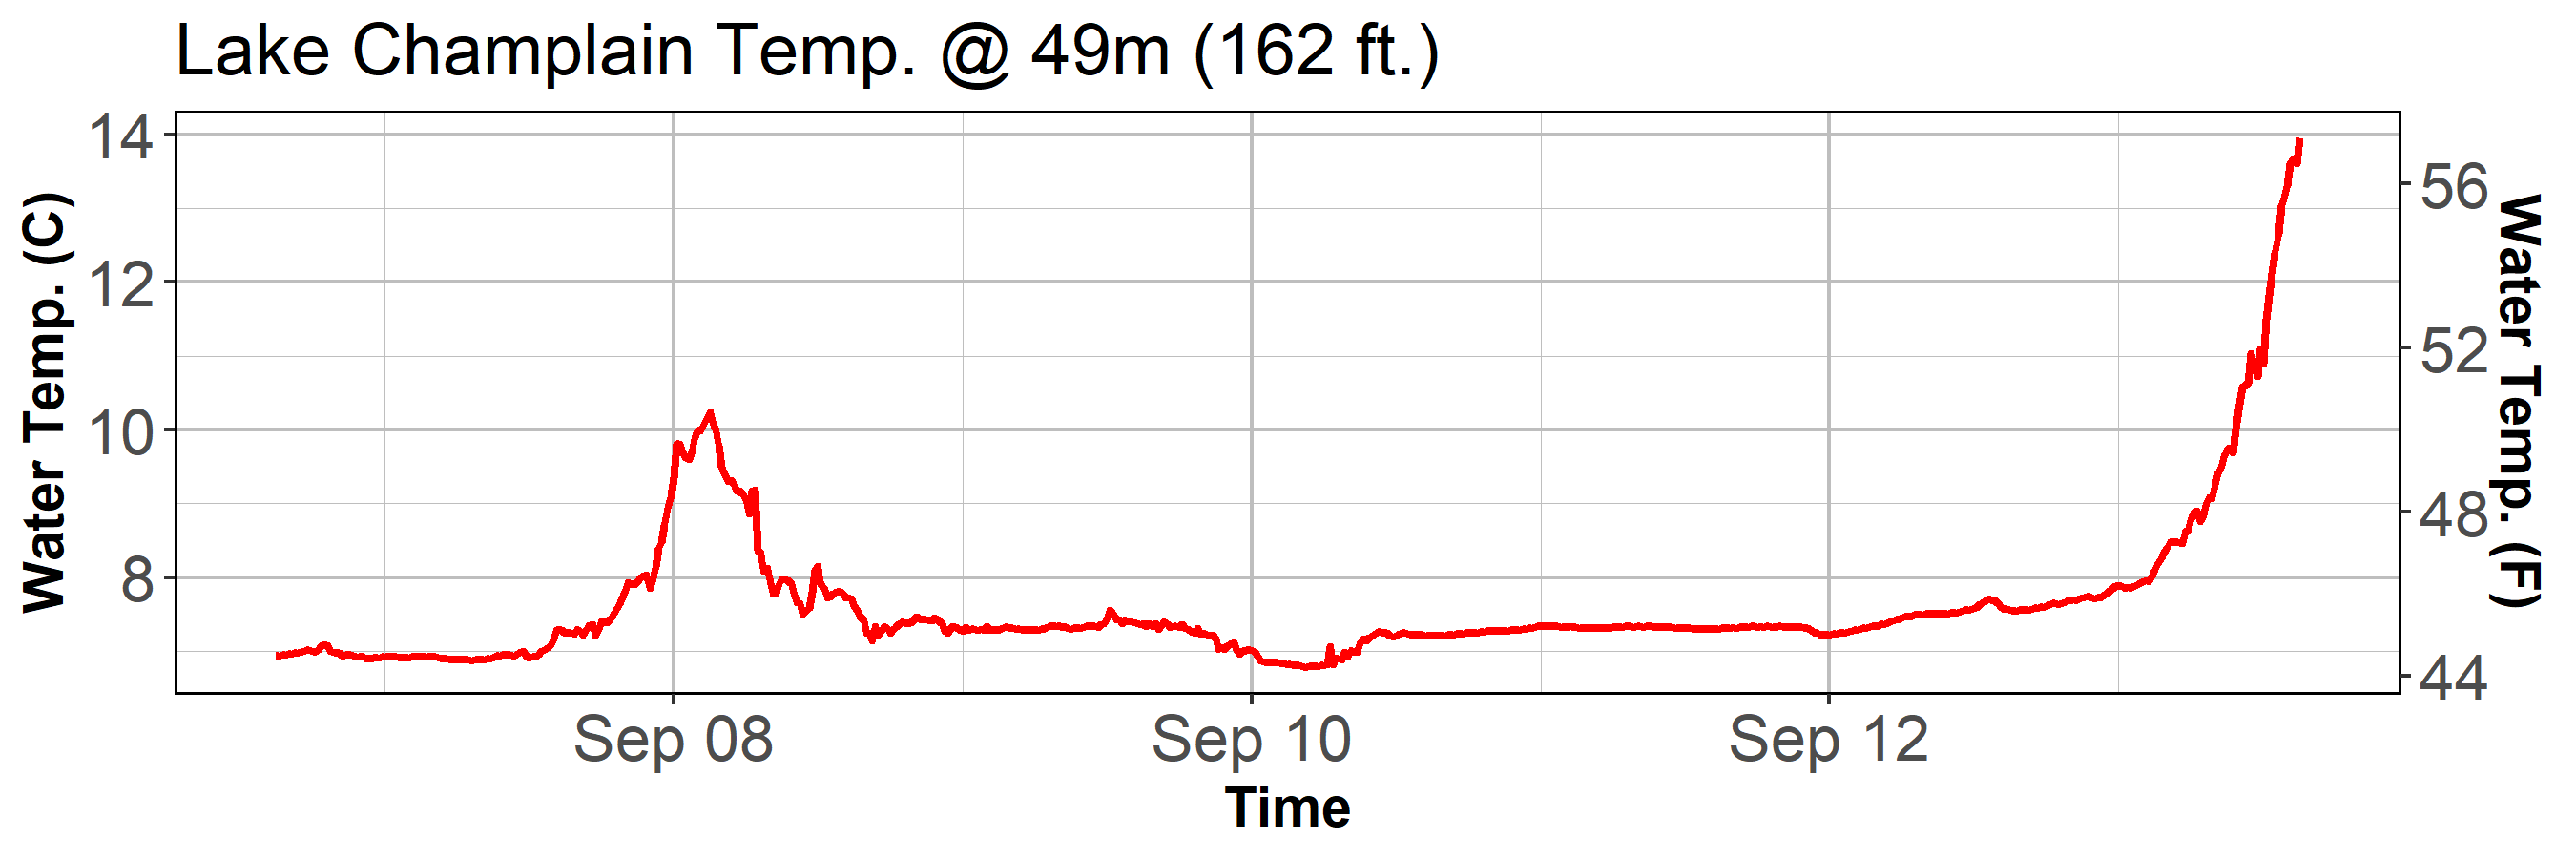 Lake Champlain Temp. @ 49m (162 ft.)
Water Temp. (C)
14
12
10
8
56
52
48
44
Water Temp. (F)
Sep 08
Sep 10
Sep 12
Time